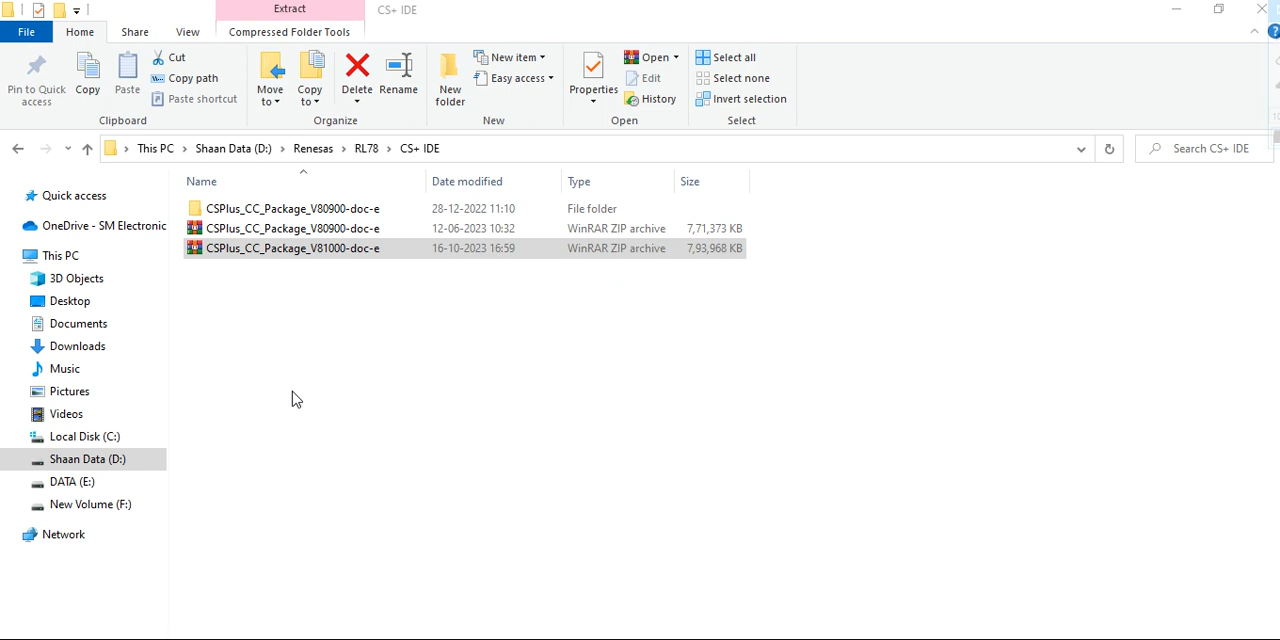 Extract
CS+ IDE
File
Home
Share
View
Compressed Folder Tools
Pin to Quick access
Copy
Paste
Cut
Copy path
Paste shortcut
Clipboard
Move to
Copy to
Delete
Rename
Organize
New folder
New item
Easy access
New
Properties
Open
Edit
History
Open
Select all
Select none
Invert selection
Select
This PC
Shaan Data (D:)
Renesas
RL78
CS+ IDE
Search CS+ IDE
Name
Date modified
Type
Size
CSPlus_CC_Package_V80900-doc-e 28-12-2022 11:10 File folder
CSPlus_CC_Package_V80900-doc-e 12-06-2023 10:32 WinRAR ZIP archive 7,71,373 KB
CSPlus_CC_Package_V81000-doc-e 16-10-2023 16:59 WinRAR ZIP archive 7,93,968 KB
Quick access
OneDrive - SM Electronic
This PC
3D Objects
Desktop
Documents
Downloads
Music
Pictures
Videos
Local Disk (C:)
Shaan Data (D:)
DATA (E:)
New Volume (F:)
Network